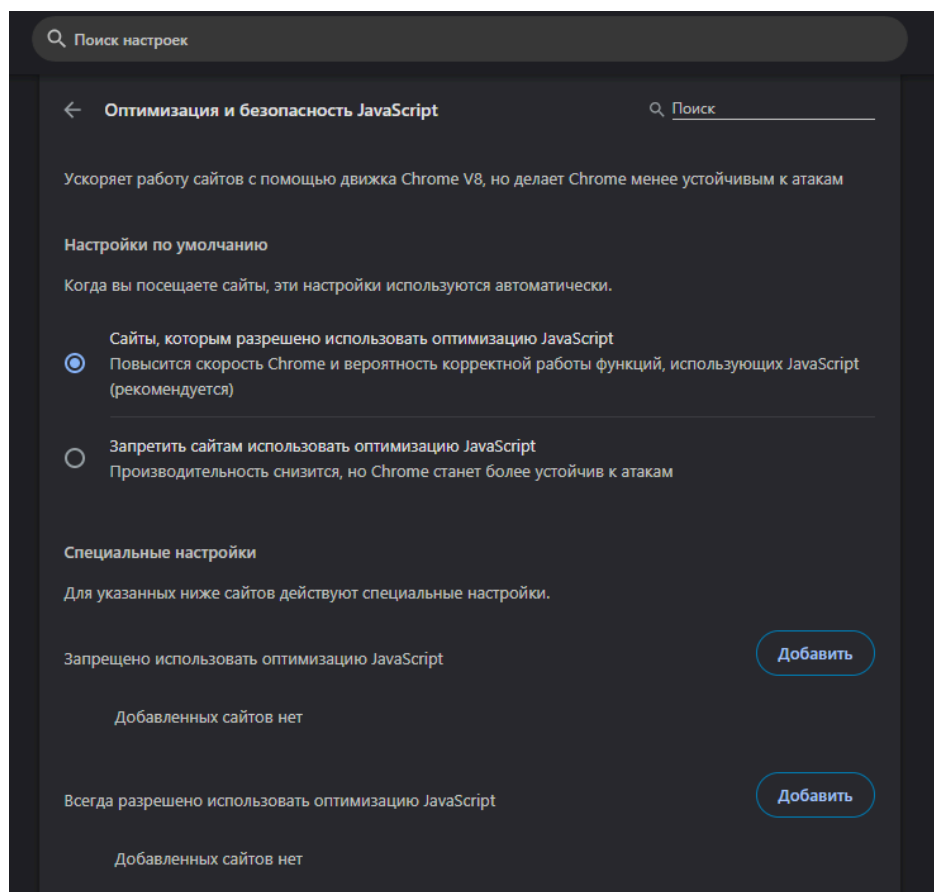 Поиск настроек
Оптимизация и безопасность JavaScript
Поиск
Ускоряет работу сайтов с помощью движка Chrome V8, но делает Chrome менее устойчивым к атакам
Настройки по умолчанию
Когда вы посещаете сайты, эти настройки используются автоматически.
Сайты, которым разрешено использовать оптимизацию JavaScript
Повысится скорость Chrome и вероятность корректной работы функций, использующих JavaScript
(рекомендуется)
Запретить сайтам использовать оптимизацию JavaScript
Производительность снизится, но Chrome станет более устойчив к атакам
Специальные настройки
Для указанных ниже сайтов действуют специальные настройки.
Запрещено использовать оптимизацию JavaScript
Добавить
Добавленных сайтов нет
Всегда разрешено использовать оптимизацию JavaScript
Добавить
Добавленных сайтов нет